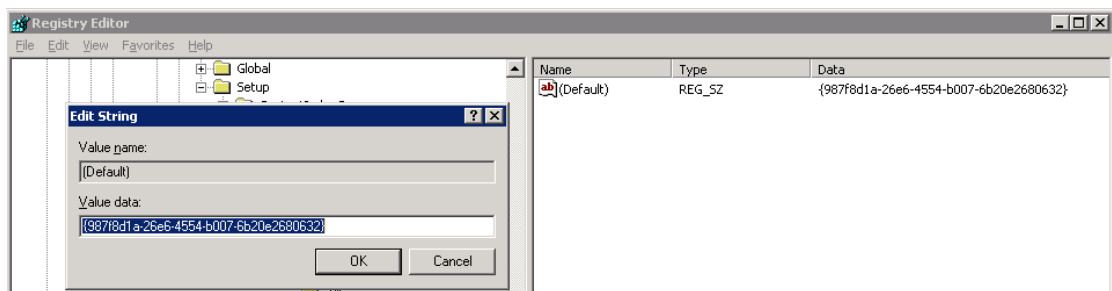 Registry Editor
File Edit View Favorites Help
Global
Setup
Name Type Data
ab (Default) REG_SZ {987f8d1a-26e6-4554-b007-6b20e2680632}
Edit String
Value name:
(Default)
Value data:
{987f8d1a-26e6-4554-b007-6b20e2680632}
OK Cancel